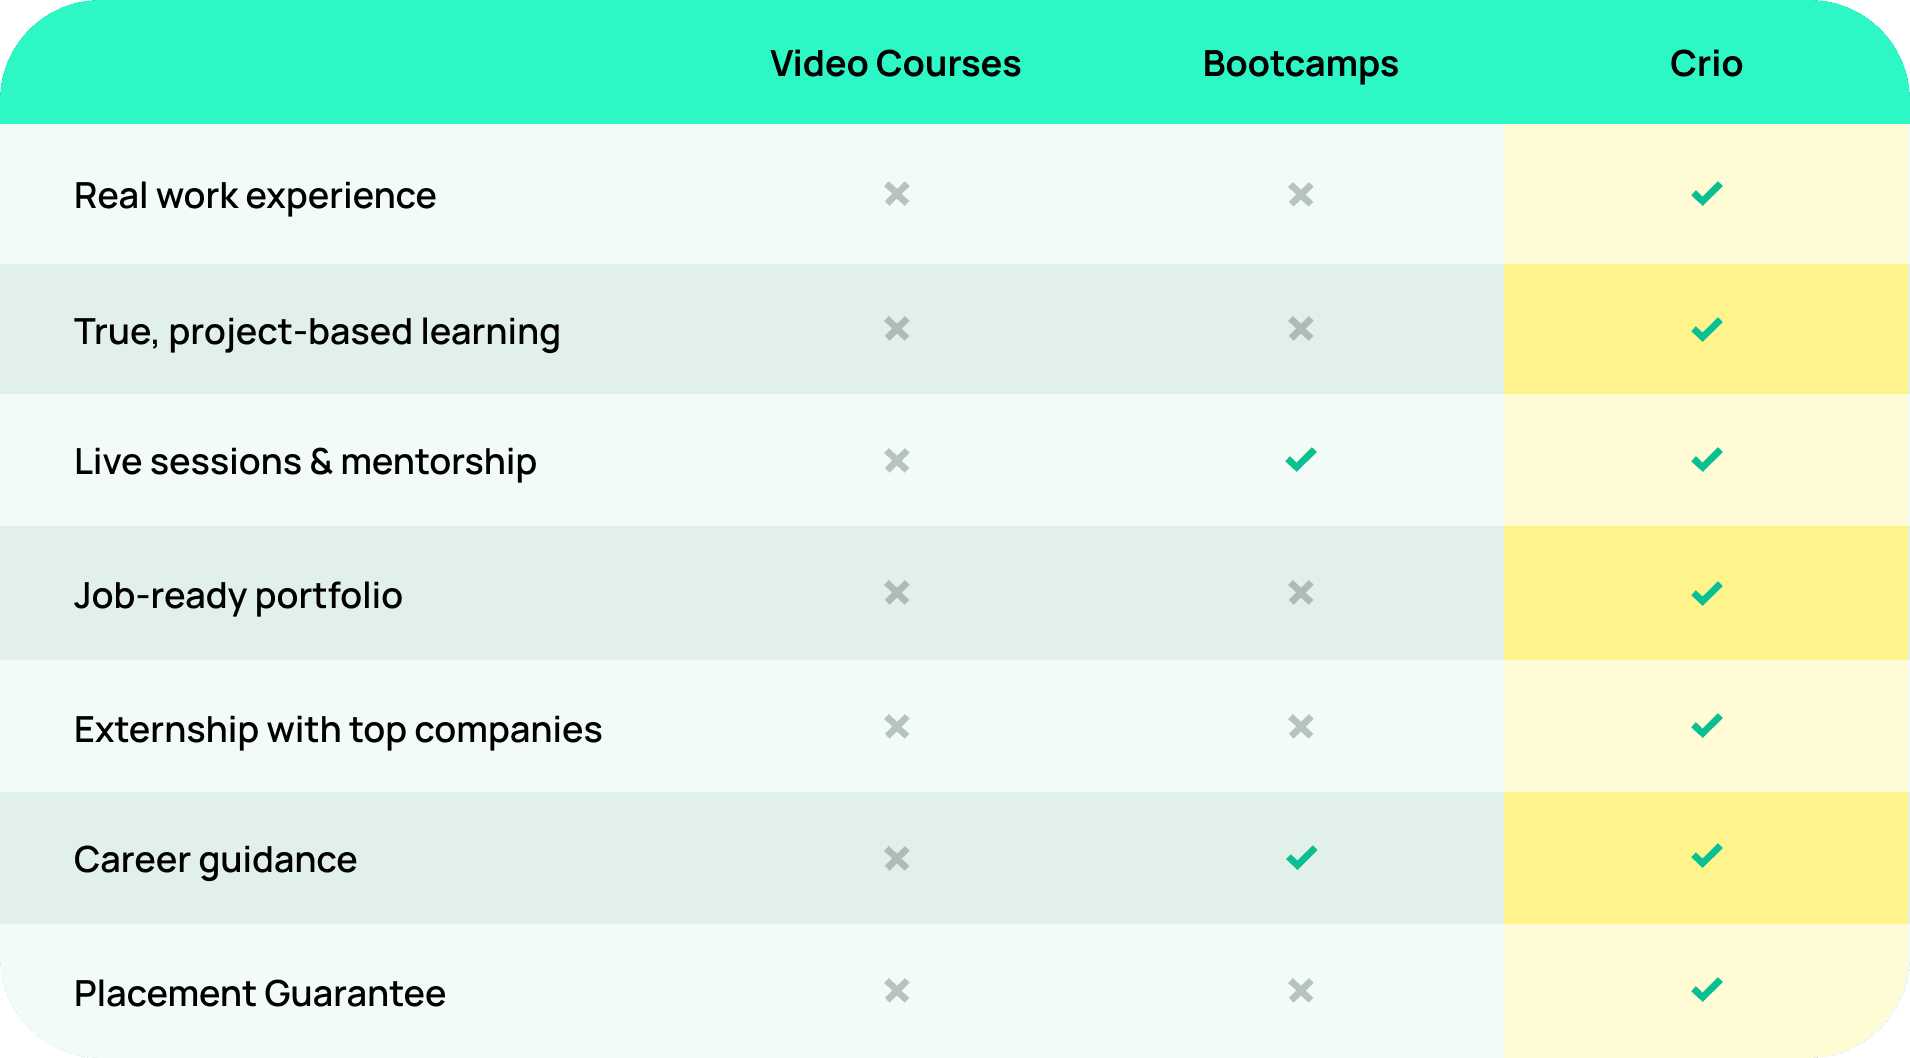 Video Courses Bootcamps Crio
Real work experience
True, project-based learning
Live sessions & mentorship
Job-ready portfolio
Externship with top companies
Career guidance
Placement Guarantee